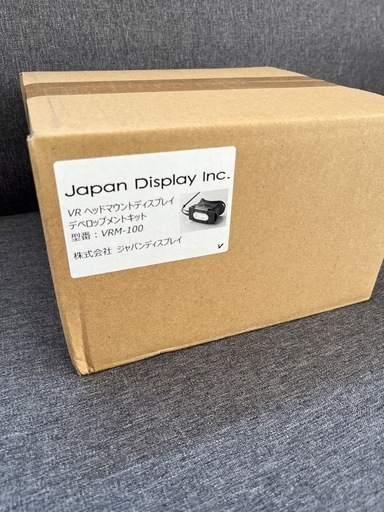 Japan Display Inc.
VR ヘッドマウントディスプレイ
デベロップメントキット
型番：VRM-100
株式会社 ジャパンディスプレイ
v